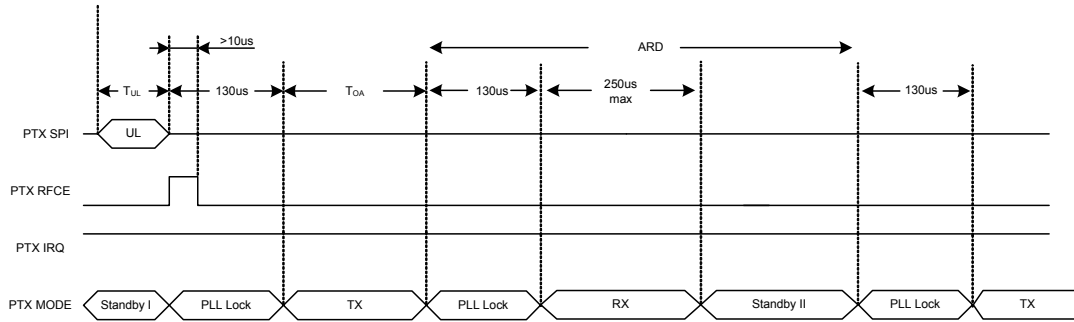 >10us
ARD
TUL
130us
TOA
130us
250us
max
130us
PTX SPI
UL
PTX RFCE
PTX IRQ
PTX MODE
Standby I
PLL Lock
TX
PLL Lock
RX
Standby II
PLL Lock
TX